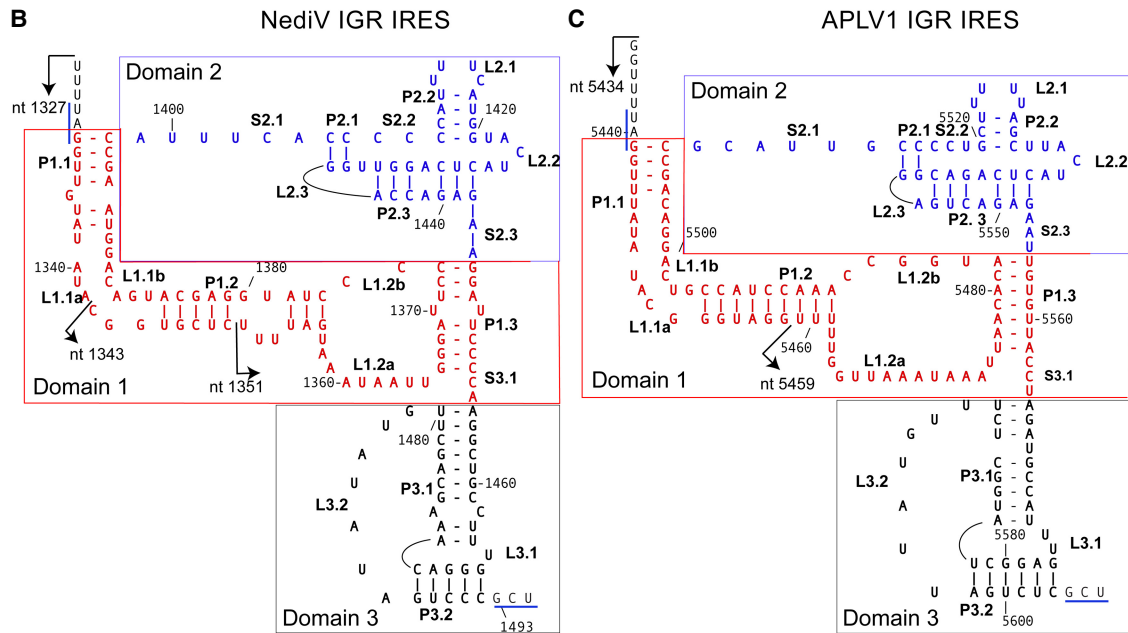 B
NediV IGR IRES
Domain 2
nt 1327
1400
A U U U C A C C C C C
S2.1
P2.1
S2.2
P2.2
L2.1
1420
G U A C
L2.2
G G U U G G A C U C A U
L2.3
A C C A G A G
P2.3
1440
S2.3
P1.1
1340
L1.1a
L1.1b
A G U A C G A G G U A U C
P1.2
1380
G G U G C U C U
U U
U A U
C C
L1.2b
1370
nt 1343
nt 1351
1360
A U A A U U
L1.2a
P1.3
S3.1
Domain 1
1480
G U A U A U A
L3.2
P3.1
1460
L3.1
C A G G G
G U C C C G C U
P3.2
1493
Domain 3
C
APLV1 IGR IRES
Domain 2
nt 5434
5440
G C A U U G C C C C U G C U U A C
S2.1
P2.1
S2.2
5520
L2.1
P2.2
L2.2
G G C A G A C U C A U
L2.3
A G U C A G A G
P2.3
5550
S2.3
P1.1
5500
L1.1b
L1.1a
U G C C A U C C A A A
P1.2
G G G U A G G U U U
5460
nt 5459
C C G G U A
L1.2b
5480
G U U A A A U A A A U
L1.2a
P1.3
5560
S3.1
Domain 1
U U G U A U U
L3.2
P3.1
5580
L3.1
U C G G A G
A G U C U C G C U
P3.2
5600
Domain 3